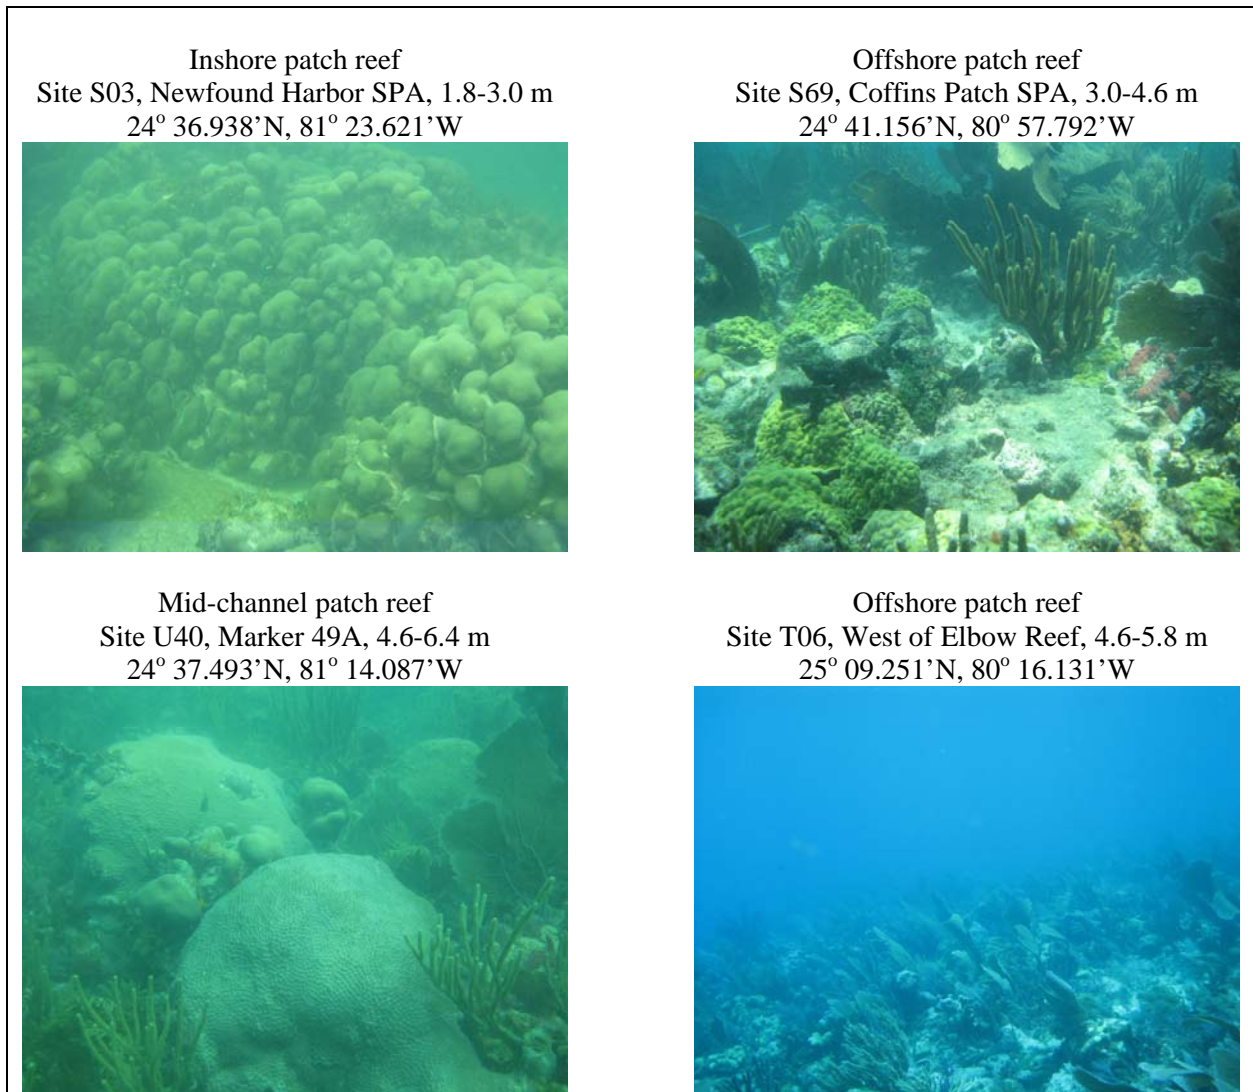 Inshore patch reef
Site S03, Newfound Harbor SPA, 1.8-3.0 m
24° 36.938’N, 81° 23.621’W
Offshore patch reef
Site S69, Coffins Patch SPA, 3.0-4.6 m
24° 41.156’N, 80° 57.792’W
Mid-channel patch reef
Site U40, Marker 49A, 4.6-6.4 m
24° 37.493’N, 81° 14.087’W
Offshore patch reef
Site T06, West of Elbow Reef, 4.6-5.8 m
25° 09.251’N, 80° 16.131’W